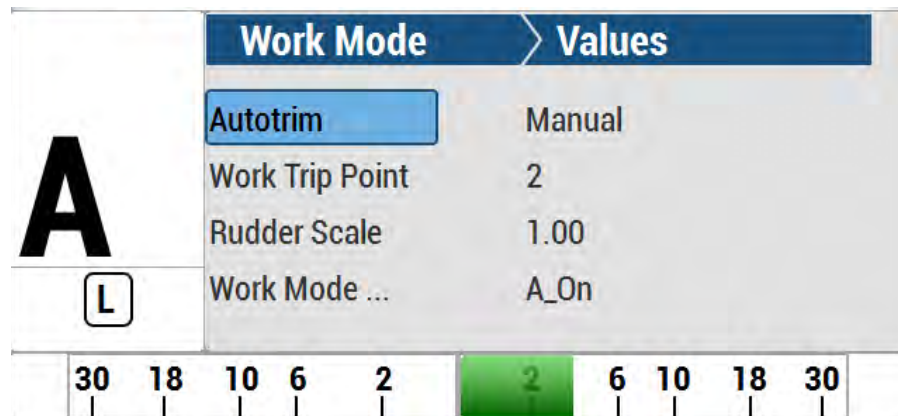 Work Mode Values
Autotrim Manual
Work Trip Point 2
A
Rudder Scale 1.00
L
Work Mode ... A_On
30 18 10 6 2 2 6 10 18 30